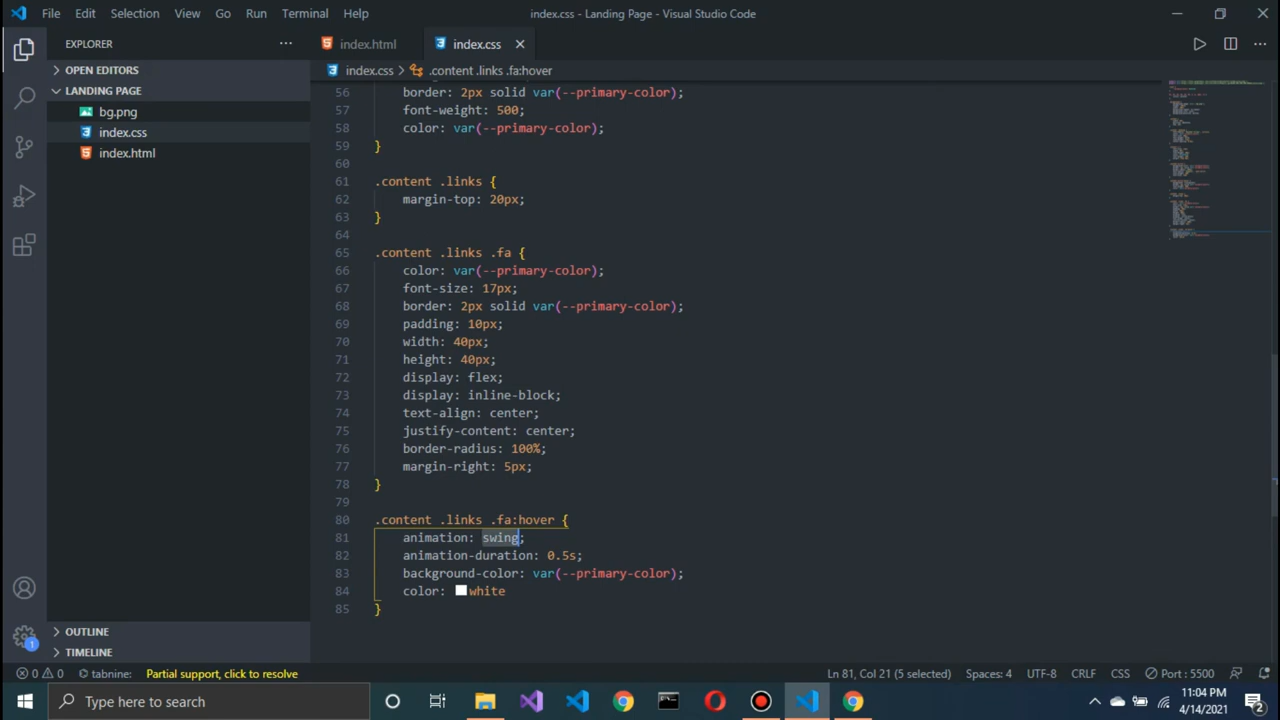 File Edit Selection View Go Run Terminal Help
index.css - Landing Page - Visual Studio Code
EXPLORER
index.html
index.css
OPEN EDITORS
LANDING PAGE
bg.png
index.css
index.html
index.css > .content .links .fa:hover
56 border: 2px solid var(--primary-color);
57 font-weight: 500;
58 color: var(--primary-color);
59 }
60
61 .content .links {
62 margin-top: 20px;
63 }
64
65 .content .links .fa {
66 color: var(--primary-color);
67 font-size: 17px;
68 border: 2px solid var(--primary-color);
69 padding: 10px;
70 width: 40px;
71 height: 40px;
72 display: flex;
73 display: inline-block;
74 text-align: center;
75 justify-content: center;
76 border-radius: 100%;
77 margin-right: 5px;
78 }
79
80 .content .links .fa:hover {
81 animation: swing;
82 animation-duration: 0.5s;
83 background-color: var(--primary-color);
84 color: white
85 }
OUTLINE
TIMELINE
1
0 0 tabnine: Partial support, click to resolve
Ln 81, Col 21 (5 selected) Spaces: 4 UTF-8 CRLF CSS Port : 5500
Type here to search
11:04 PM
4/14/2021
2